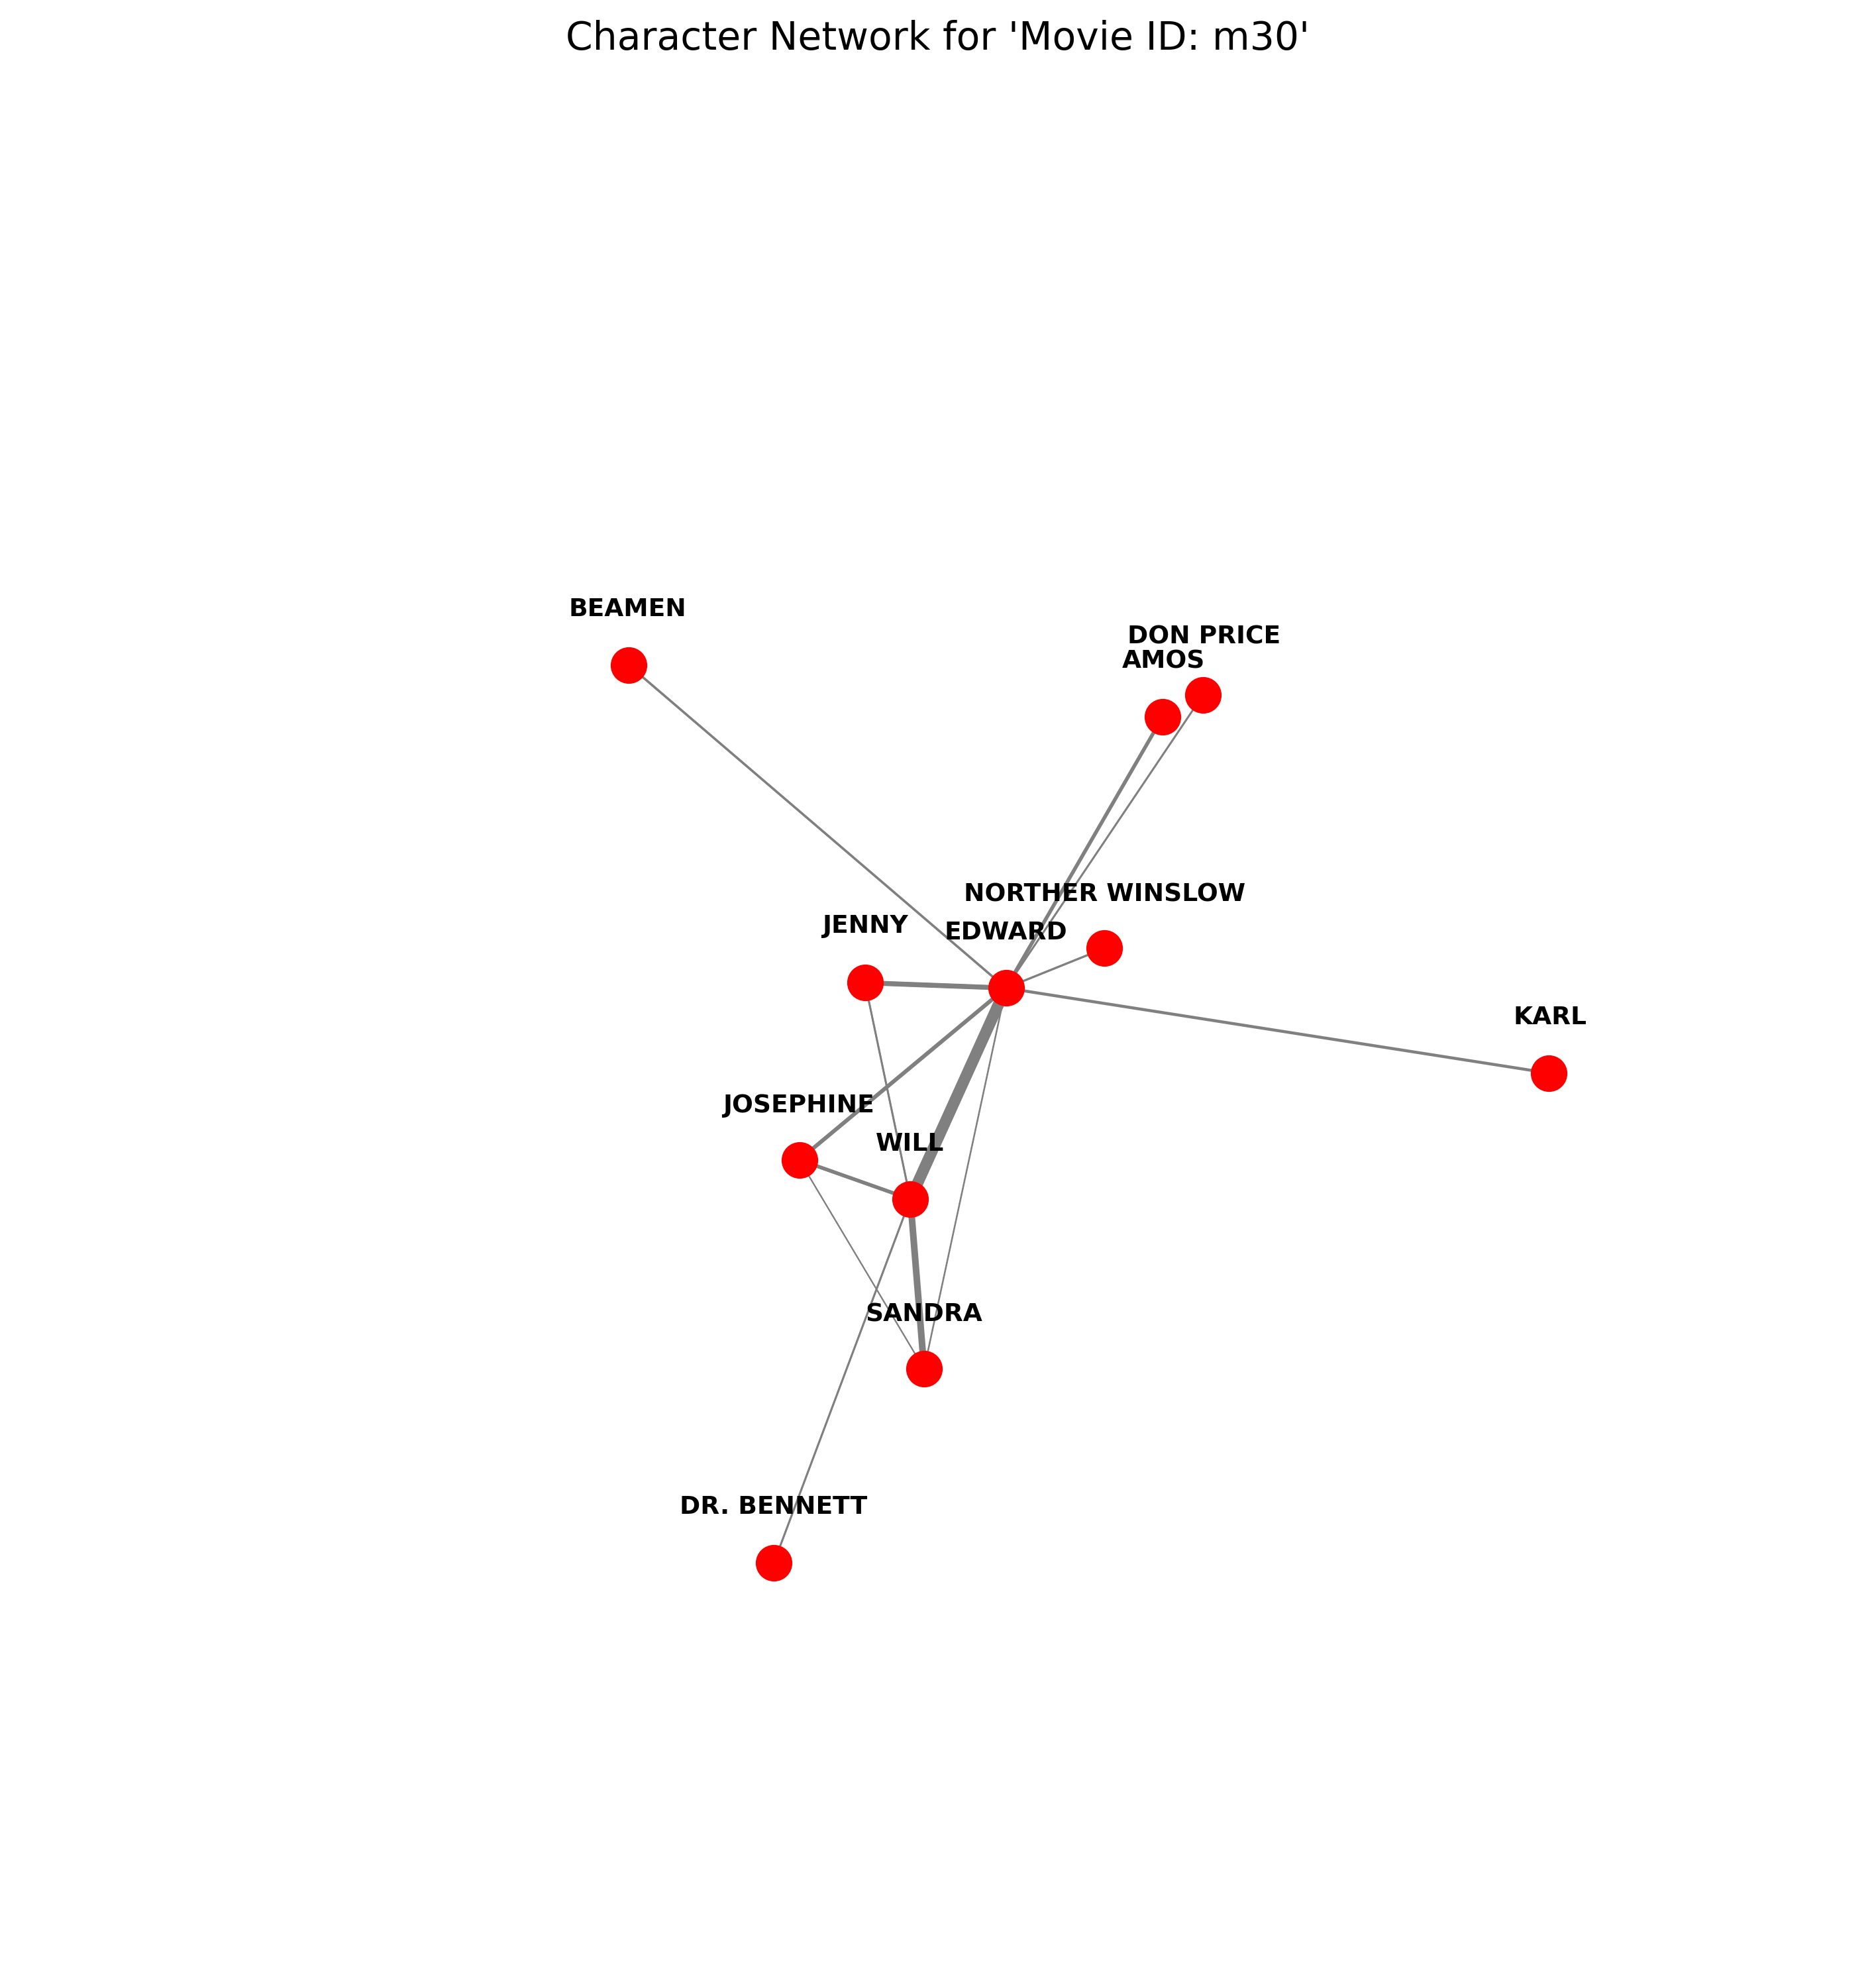 Character Network for 'Movie ID: m30'
BEAMEN
DON PRICE
AMOS
NORTHER WINSLOW
JENNY
EDWARD
KARL
JOSEPHINE
WILL
SANDRA
DR. BENNETT